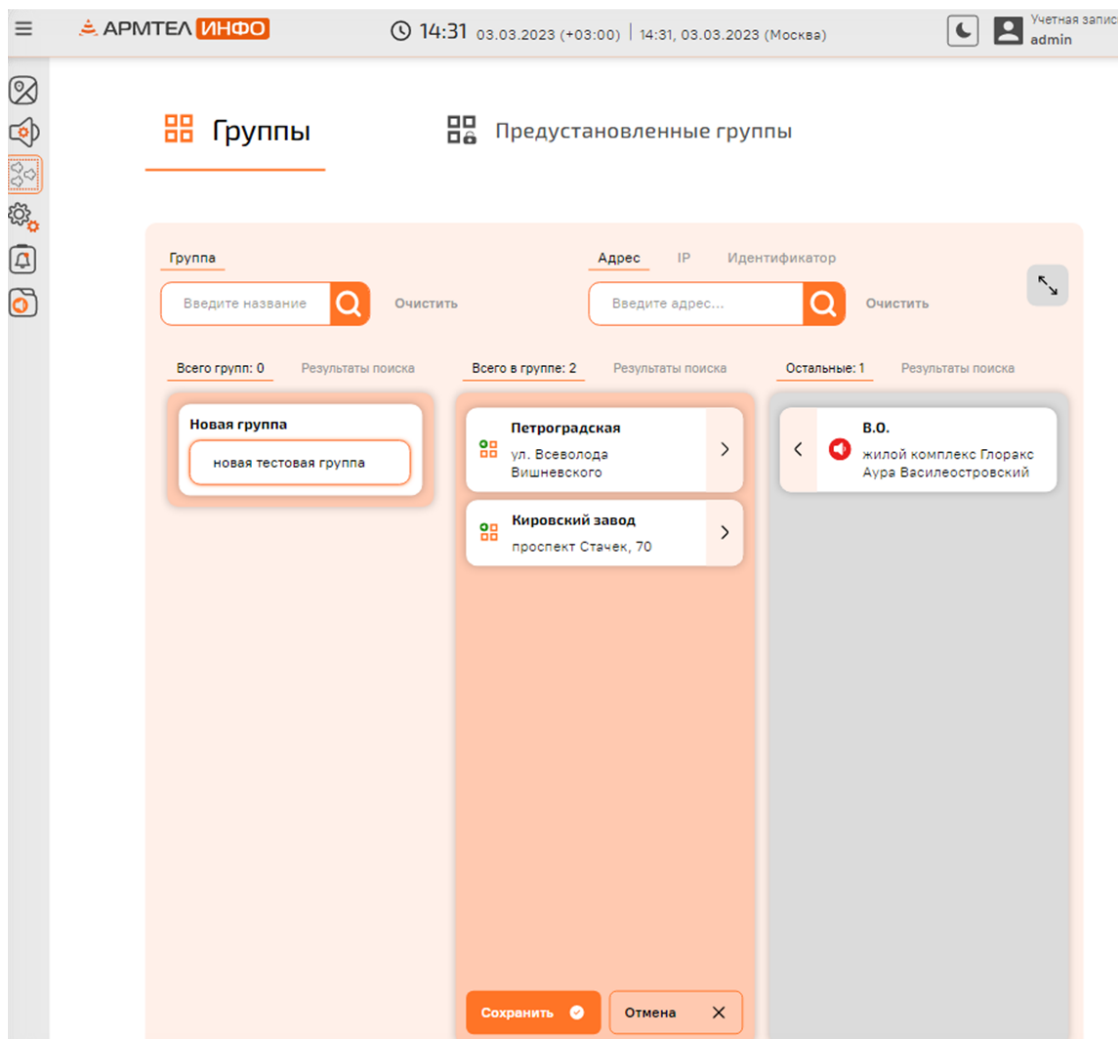 АРМТЕЛ ИНФО
14:31 03.03.2023 (+03:00) | 14:31, 03.03.2023 (Москва)
Учетная запис
admin
Группы
Предустановленные группы
Группа
Адрес IP Идентификатор
Введите название Очистить
Введите адрес... Очистить
Всего групп: 0 Результаты поиска
Всего в группе: 2 Результаты поиска
Остальные: 1 Результаты поиска
Новая группа
новая тестовая группа
Петроградская
ул. Всеволода
Вишневского
Кировский завод
проспект Стачек, 70
В.О.
жилой комплекс Глоракс
Аура Василеостровский
Сохранить
Отмена